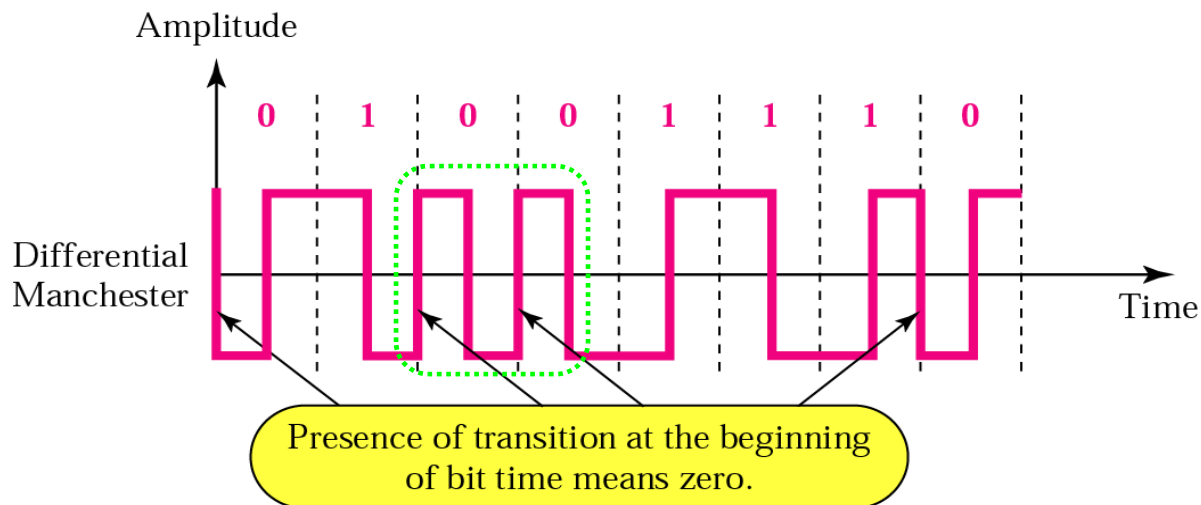 Amplitude
0 1 0 0 1 1 1 0
Differential
Manchester
Time
Presence of transition at the beginning
of bit time means zero.